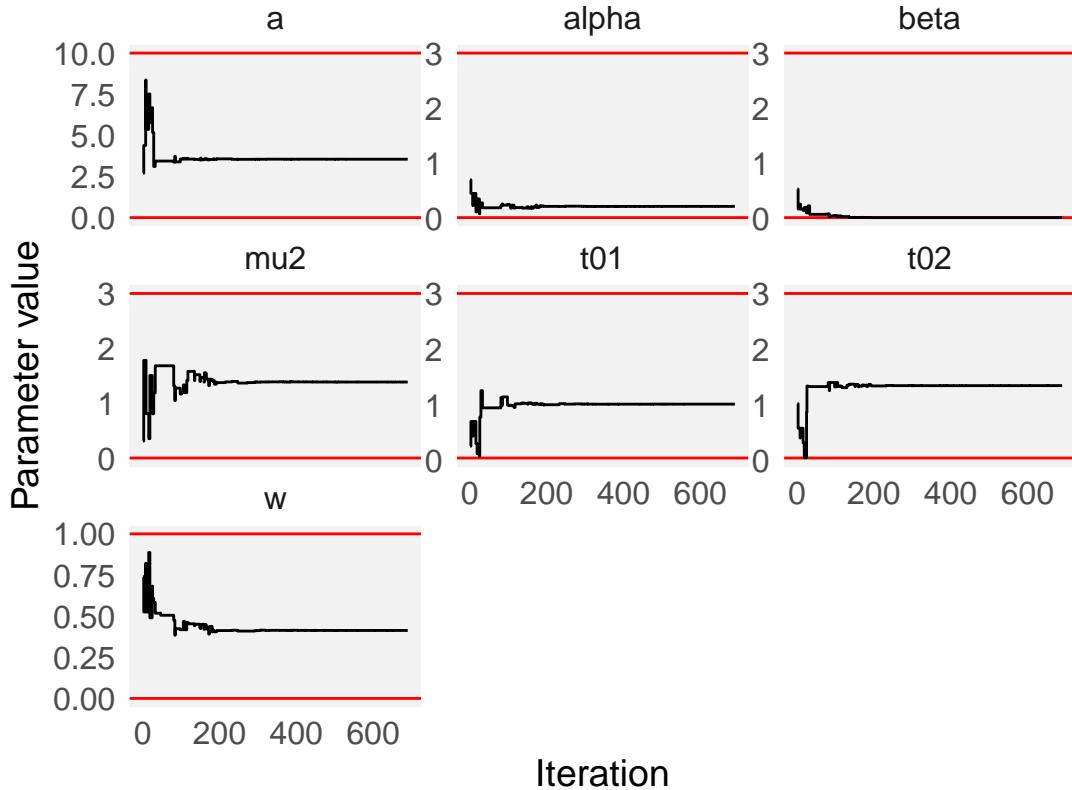 a alpha beta
10.0 3 3
7.5 2 2
5.0 1 1
2.5 0 0
0.0
mu2 t01 t02
3 3 3
2 2 2
1 1 1
0 0 0
0 200 400 600 0 200 400 600
w
1.00
0.75
0.50
0.25
0.00
0 200 400 600
Iteration
Parameter value